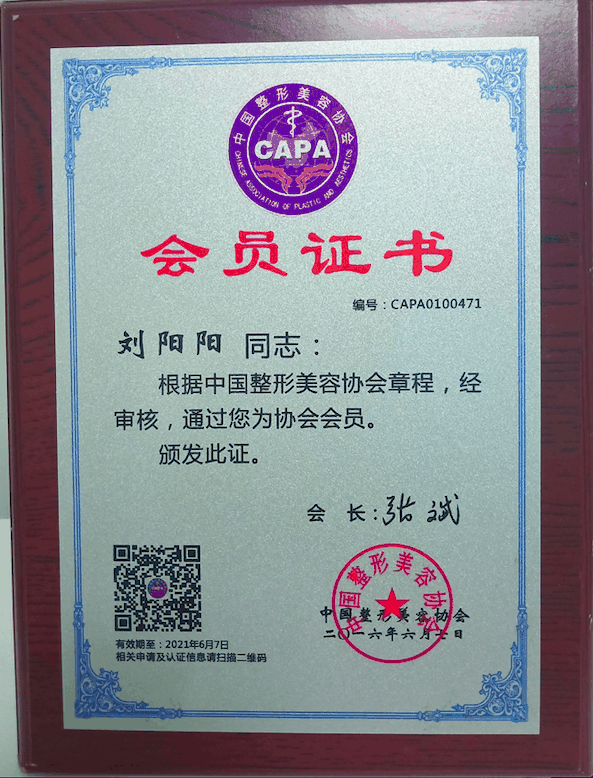 中国整形美容协会
CAPA
CHINESE ASSOCIATION OF PLASTIC AND AESTHETICS
会员证书
编号：CAPA0100471
刘阳阳 同志：
根据中国整形美容协会章程，经
审核，通过您为协会会员。
颁发此证。
会 长：张斌
中国整形美容协会
中国整形美容协会
二〇一六年六月七日
有效期至：2021年6月7日
相关申请及认证信息请扫描二维码